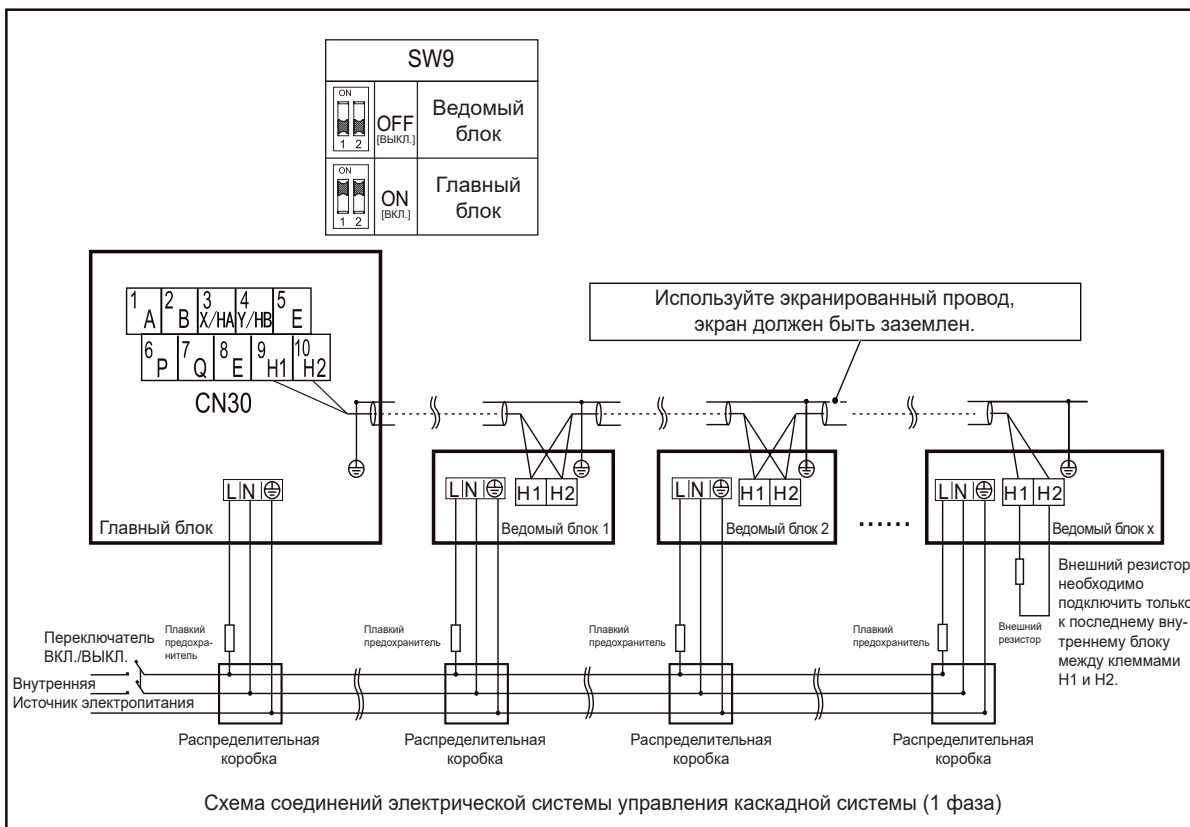 SW9
ON
1 2
OFF
[ВЫКЛ.]
Ведомый
блок
ON
1 2
ON
[ВКЛ.]
Главный
блок
1 A 2 B 3 X/HA 4 Y/HB 5 E
6 P 7 Q 8 E 9 H1 10 H2
CN30
Используйте экранированный провод,
экран должен быть заземлен.
L N
Главный блок
L N
H1 H2
Ведомый блок 1
L N
H1 H2
Ведомый блок 2
......
L N
H1 H2
Ведомый блок x
Внешний резистор
необходимо
подключить только
к последнему вну-
треннему блоку
между клеммами
H1 и H2.
Внешний
резистор
Переключатель
ВКЛ./ВЫКЛ.
Плавкий
предохра-
нитель
Плавкий
предохранитель
Плавкий
предохранитель
Плавкий
предохранитель
Внутренняя
Источник электропитания
Распределительная
коробка
Распределительная
коробка
Распределительная
коробка
Распределительная
коробка
Схема соединений электрической системы управления каскадной системы (1 фаза)